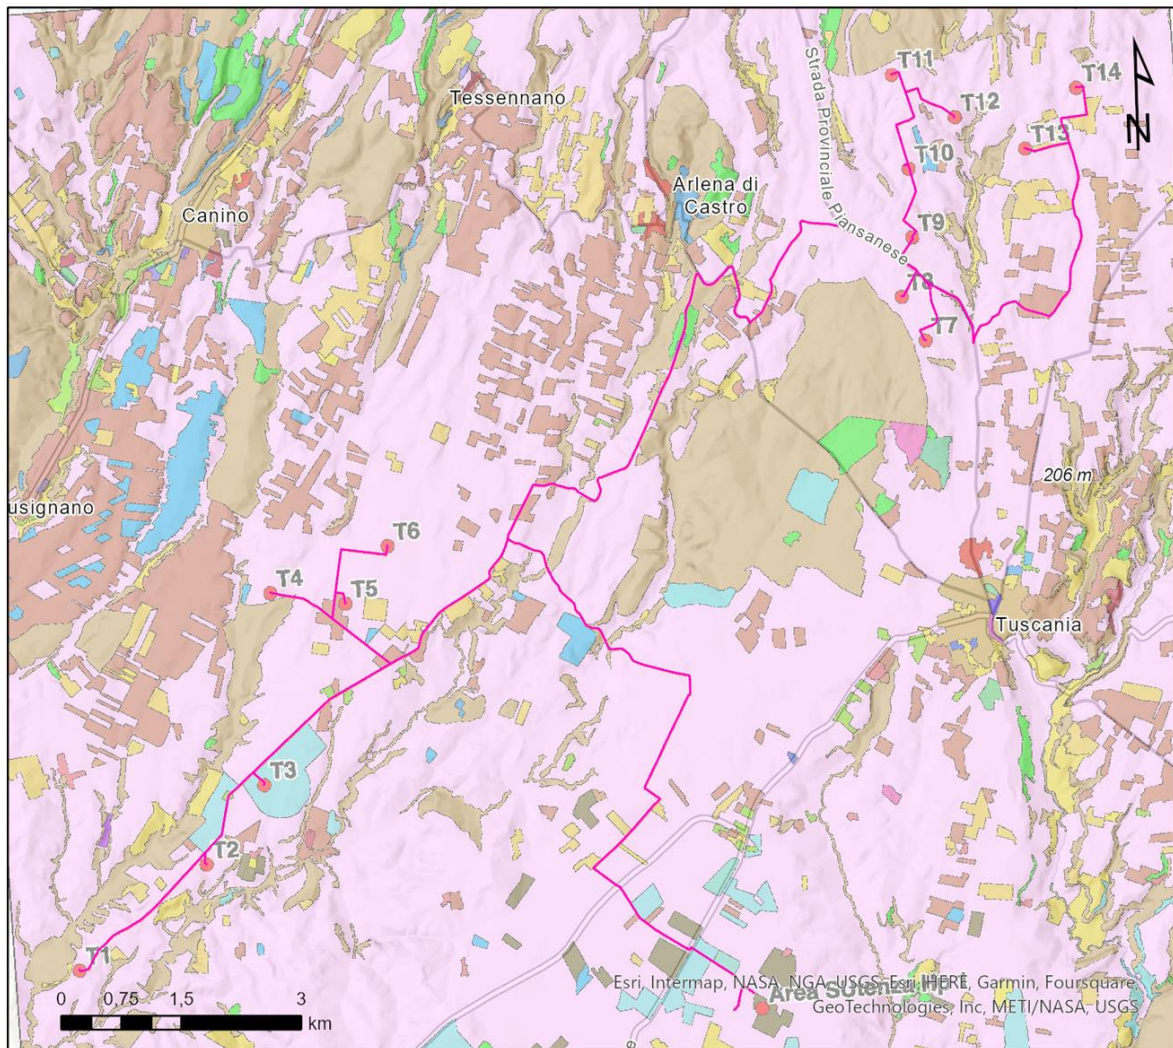 T11
T14
Tessennano
T12
Strada Provinciale Piansanese
N
T13
T10
Arlena di
Castro
Canino
T9
T8
T7
206 m
usignano
T6
T4
T5
Tuscania
T3
T2
T1
0 0,75 1,5 3
km
Esri, Intermap, NASA, NGA, USGS; Esri, HERE, Garmin, Foursquare,
GeoTechnologies, Inc, METI/NASA, USGS
Area
e